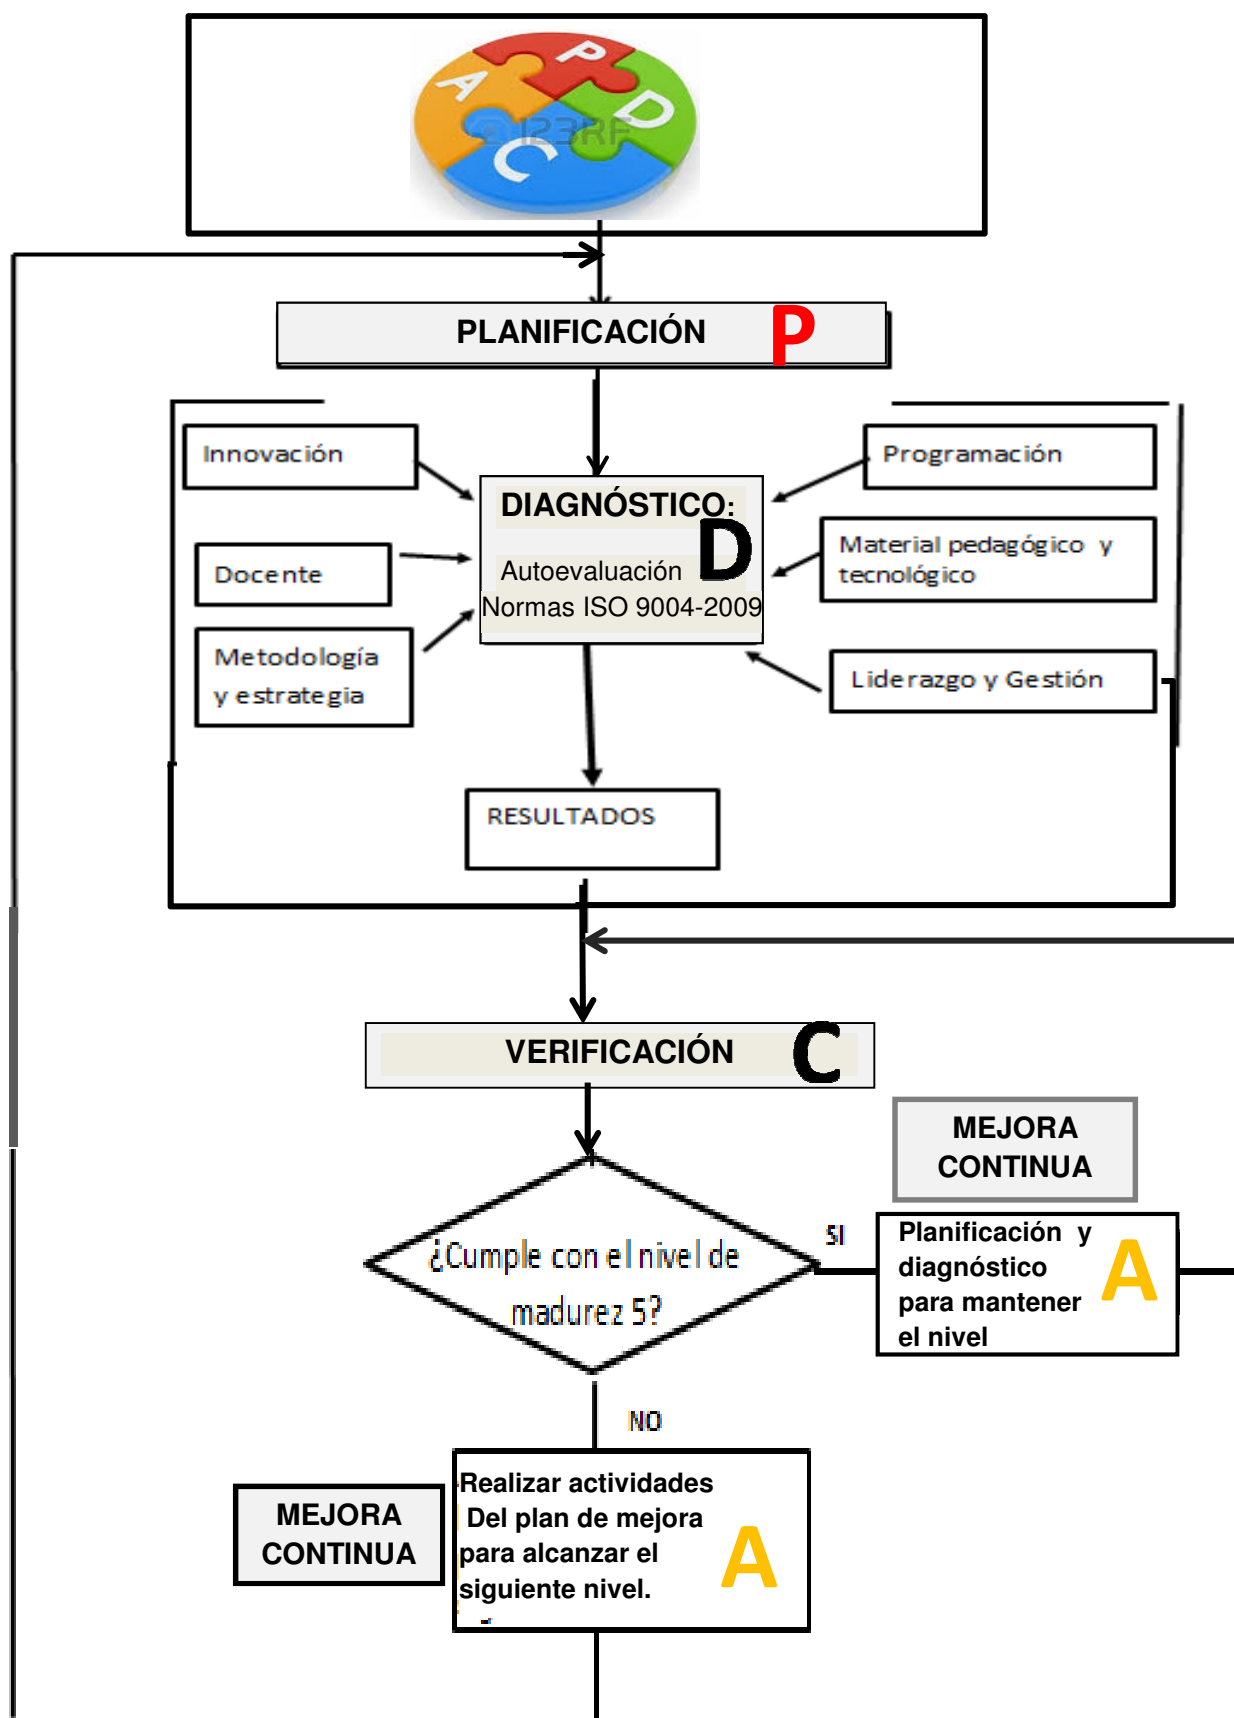 P
A
D
123RF
C
PLANIFICACIÓN P
Innovación
Programación
DIAGNÓSTICO:
D
Docente
Autoevaluación
Normas ISO 9004-2009
Material pedagógico y
tecnológico
Metodología
y estrategia
Liderazgo y Gestión
RESULTADOS
VERIFICACIÓN C
MEJORA
CONTINUA
¿Cumple con el nivel de
madurez 5?
SI
Planificación y
diagnóstico
para mantener
el nivel
A
NO
MEJORA
CONTINUA
Realizar actividades
Del plan de mejora
para alcanzar el
siguiente nivel.
A